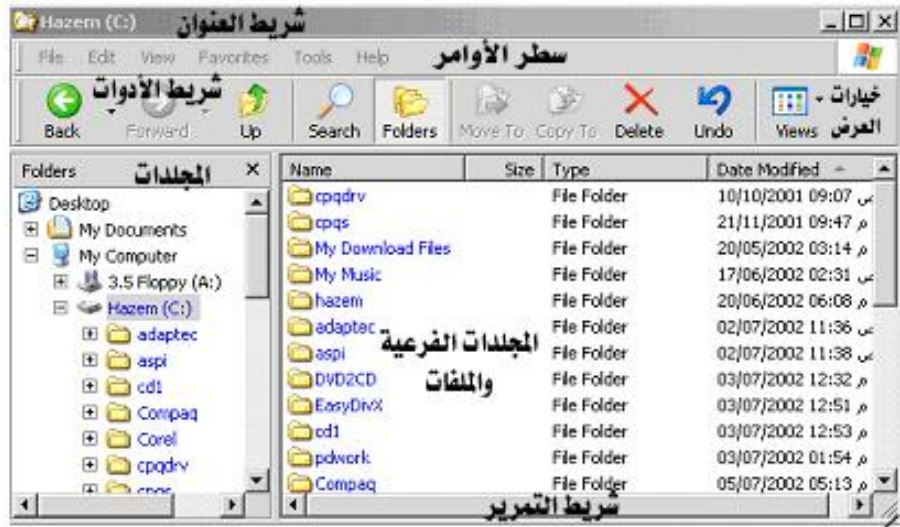 Hazem (C:) شريط العنوان
File Edit View Favorites Tools Help سطر الأوامر
شريط الأدوات
خيارات
العرض
Back Forward Up Search Folders Move To Copy To Delete Undo Views
Folders المجلدات
Desktop
My Documents
My Computer
3.5 Floppy (A:)
Hazem (C:)
adaptec
aspi
cd1
Compaq
Corel
cpqdrv
cpqs
Name Size Type Date Modified
cpqdrv File Folder 10/10/2001 09:07 ص
cpqs File Folder 21/11/2001 09:47 م
My Download Files File Folder 20/05/2002 03:14 م
My Music File Folder 17/06/2002 02:31 ص
hazem File Folder 20/06/2002 06:08 م
adaptec File Folder 02/07/2002 11:36 ص
aspi File Folder 02/07/2002 11:38 ص
DVD2CD File Folder 03/07/2002 12:32 م
EasyDivX File Folder 03/07/2002 12:51 م
cd1 File Folder 03/07/2002 12:53 م
pdwork File Folder 03/07/2002 01:54 م
Compaq File Folder 05/07/2002 05:13 م
المجلدات الفرعية
والملفات
شريط التمرير